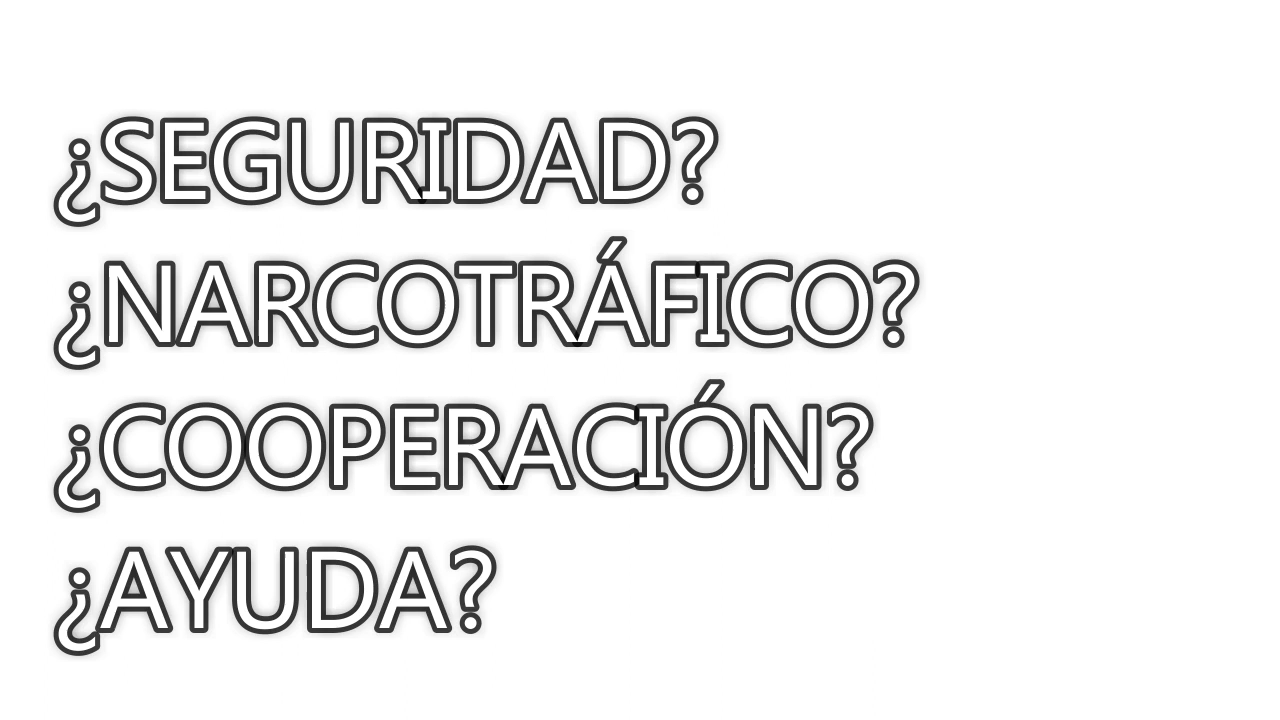 ¿SEGURIDAD?
¿NARCOTRÁFICO?
¿COOPERACIÓN?
¿AYUDA?